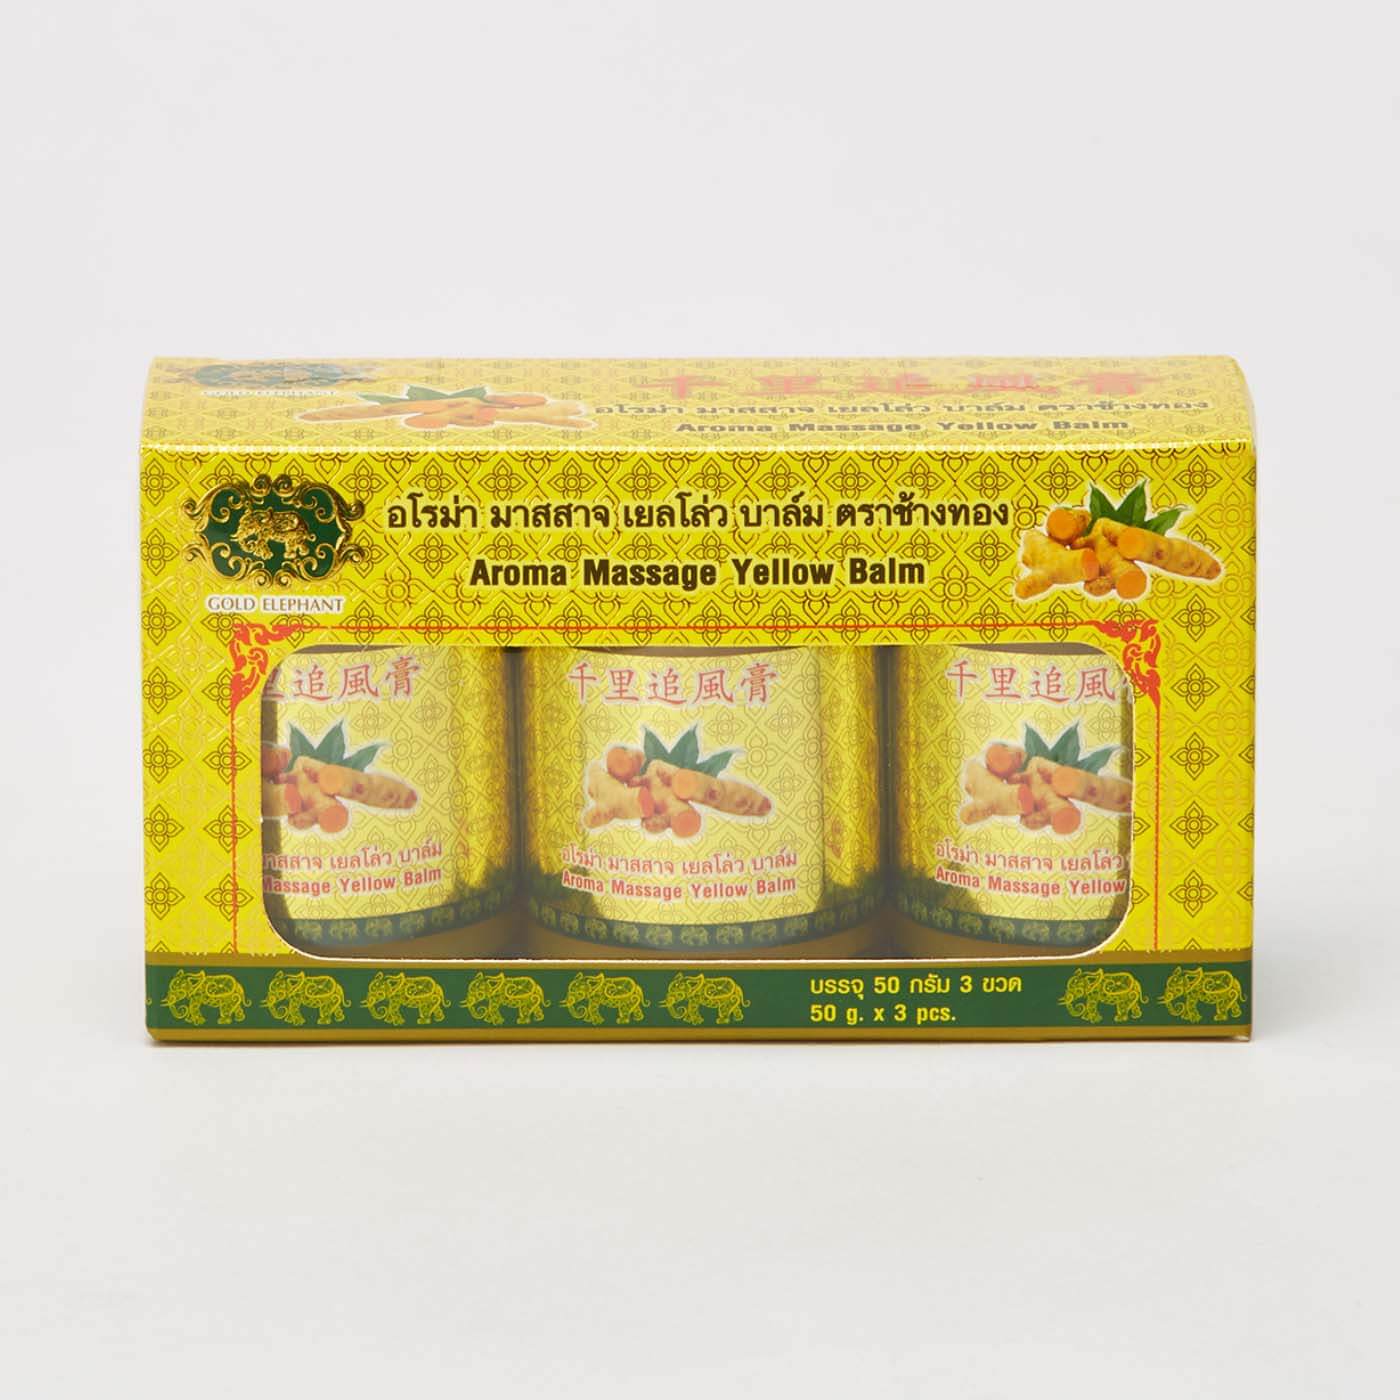 GOLD ELEPHANT
千里追風膏
อโรม่า มาสสาจ เยลโล่ว บาล์ม ตราช้างทอง
Aroma Massage Yellow Balm
อโรม่า มาสสาจ เยลโล่ว บาล์ม ตราช้างทอง
Aroma Massage Yellow Balm
GOLD ELEPHANT
里追風膏
มาสสาจ เยลโล่ว บาล์ม
Massage Yellow Balm
千里追風膏
อโรม่า มาสสาจ เยลโล่ว บาล์ม
Aroma Massage Yellow Balm
千里追風
อโรม่า มาสสาจ เยลโล่ว
Aroma Massage Yellow
บรรจุ 50 กรัม 3 ขวด
50 g. x 3 pcs.